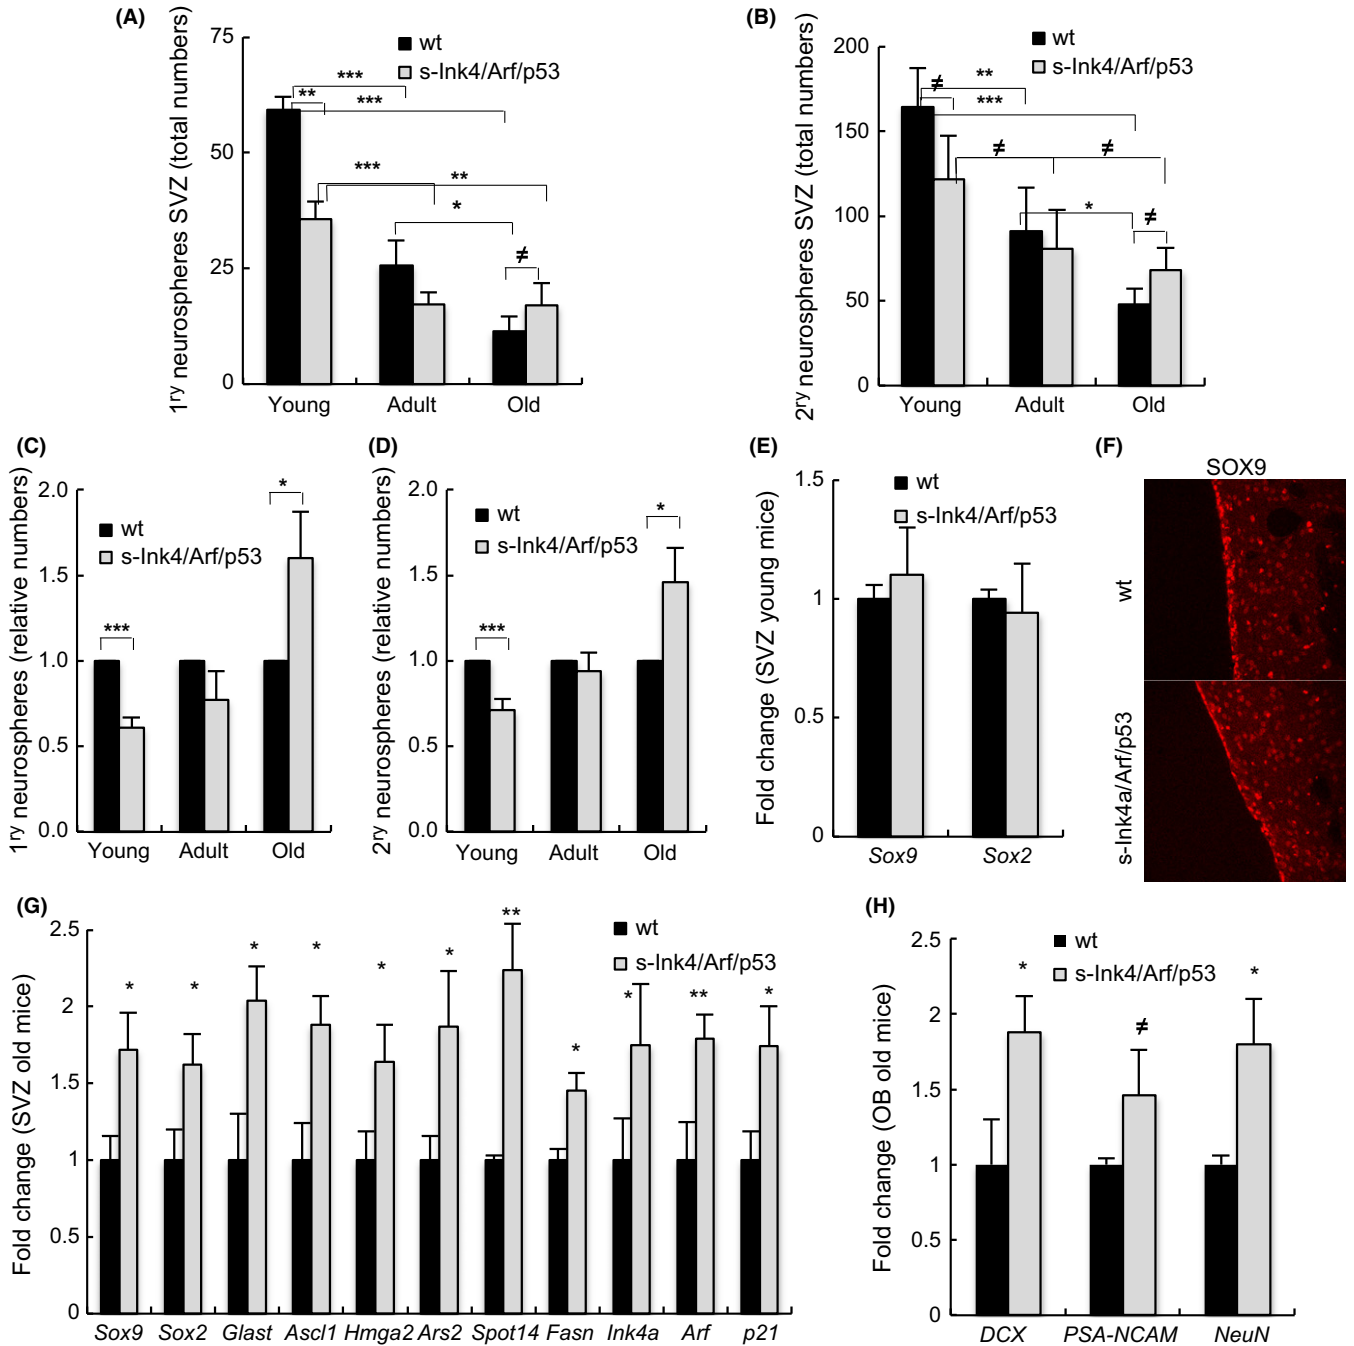 (A)
1ry neurospheres SVZ (total numbers)
75
50
25
0
wt
s-Ink4/Arf/p53
***
**
***
***
**
*
≠
Young Adult Old
(B)
2ry neurospheres SVZ (total numbers)
200
150
100
50
0
wt
s-Ink4/Arf/p53
≠
**
***
≠
≠
*
≠
Young Adult Old
(C)
1ry neurospheres (relative numbers)
2.0
1.5
1.0
0.5
0.0
wt
s-Ink4/Arf/p53
***
*
Young Adult Old
(D)
2ry neurospheres (relative numbers)
2.0
1.5
1.0
0.5
0.0
wt
s-Ink4/Arf/p53
***
*
Young Adult Old
(E)
Fold change (SVZ young mice)
1.5
1
0.5
0
wt
s-Ink4/Arf/p53
Sox9 Sox2
(F)
SOX9
wt
s-Ink4a/Arf/p53
(G)
Fold change (SVZ old mice)
2.5
2
1.5
1
0.5
0
wt
s-Ink4/Arf/p53
* * * * * * ** * * ** *
Sox9 Sox2 Glast Ascl1 Hmga2 Ars2 Spot14 Fasn Ink4a Arf p21
(H)
Fold change (OB old mice)
2.5
2
1.5
1
0.5
0
wt
s-Ink4/Arf/p53
* ≠ *
DCX PSA-NCAM NeuN